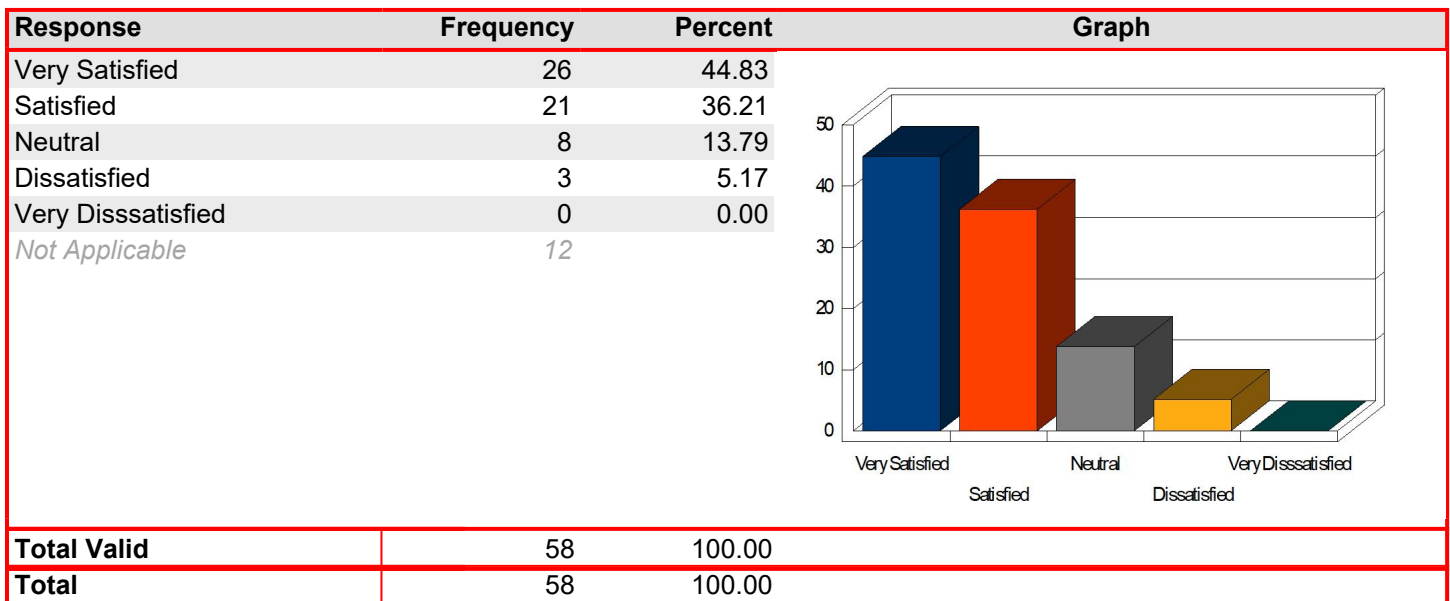 Response Frequency Percent Graph
Very Satisfied 26 44.83
Satisfied 21 36.21
Neutral 8 13.79
Dissatisfied 3 5.17
Very Disssatisfied 0 0.00
Not Applicable 12
50
40
30
20
10
0
Very Satisfied Neutral Very Disssatisfied
Satisfied Dissatisfied
Total Valid 58 100.00
Total 58 100.00